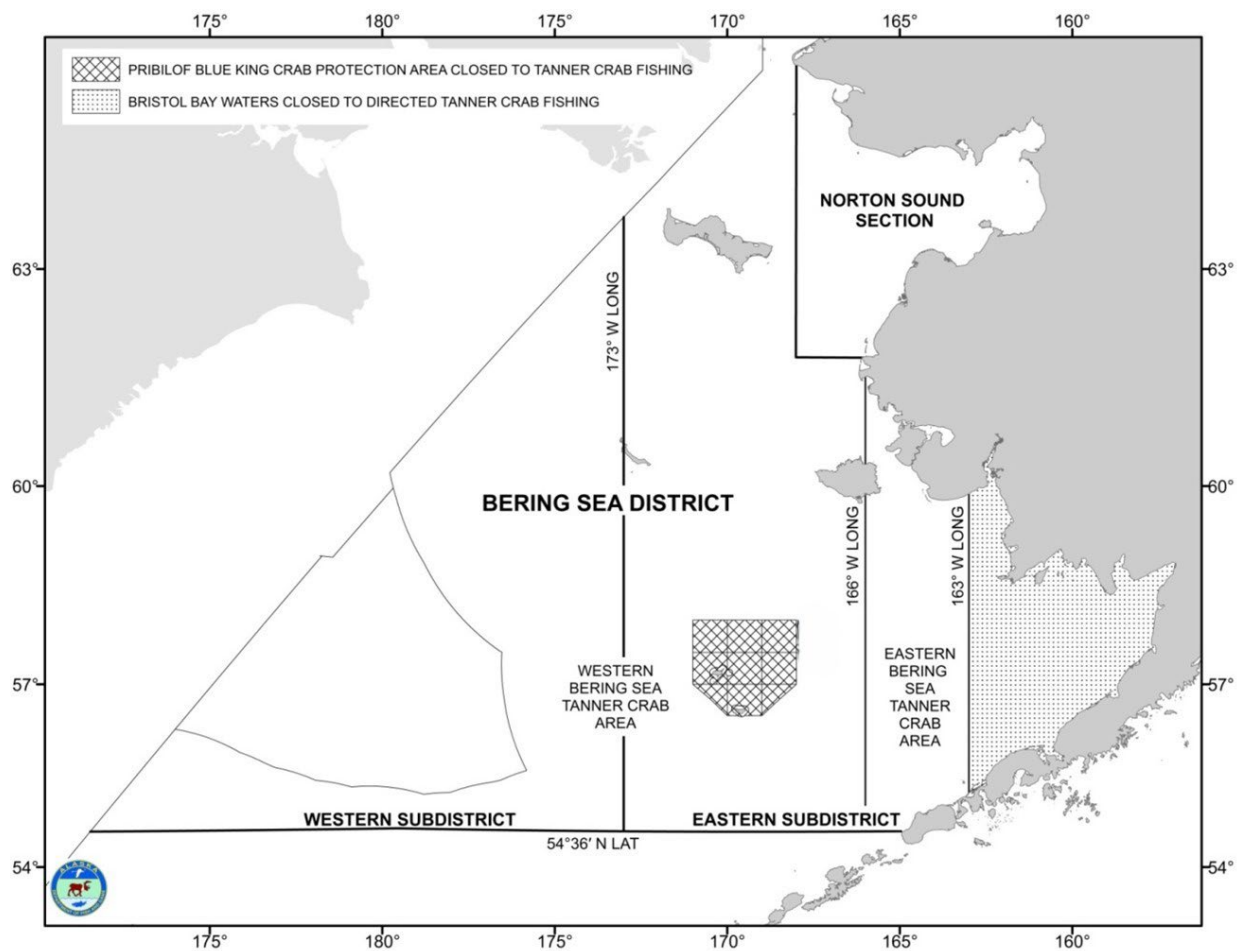 175° 180° 175° 170° 165° 160°
PRIBILOF BLUE KING CRAB PROTECTION AREA CLOSED TO TANNER CRAB FISHING
BRISTOL BAY WATERS CLOSED TO DIRECTED TANNER CRAB FISHING
NORTON SOUND
SECTION
63° 63°
173° W LONG
60° 60°
BERING SEA DISTRICT
166° W LONG
163° W LONG
WESTERN
BERING SEA
TANNER CRAB
AREA
EASTERN
BERING
SEA
TANNER
CRAB
AREA
57° 57°
WESTERN SUBDISTRICT
EASTERN SUBDISTRICT
54°36′ N LAT
54° 54°
ALASKA
175° 180° 175° 170° 165° 160°